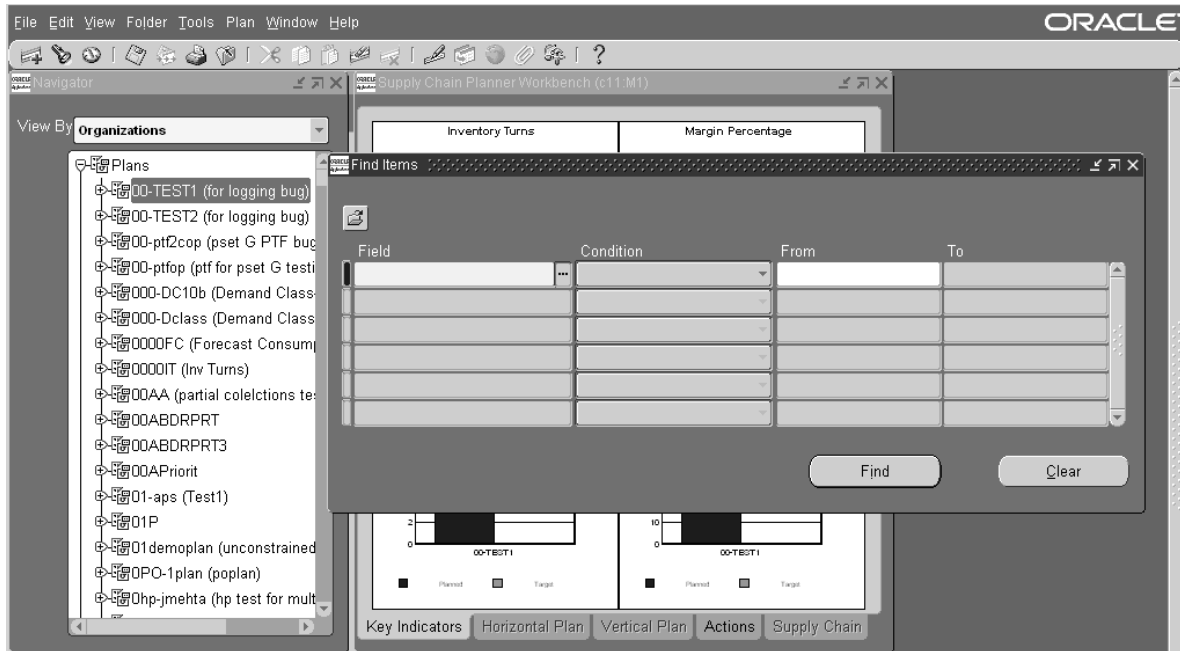 File Edit View Folder Tools Plan Window Help
ORACLE
Navigator
View By Organizations
Plans
00-TEST1 (for logging bug)
00-TEST2 (for logging bug)
00-ptf2cop (pset G PTF bug
00-ptfop (ptf for pset G testi
000-DC10b (Demand Class-
000-Dclass (Demand Class
0000FC (Forecast Consump
0000IT (Inv Turns)
00AA (partial colelctions tes
00ABDRPRT
00ABDRPRT3
00APriorit
01-aps (Test1)
01P
01demoplan (unconstrained
0PO-1plan (poplan)
0hp-jmehta (hp test for mult
Supply Chain Planner Workbench (c11:M1)
Inventory Turns Margin Percentage
Find Items
Field Condition From To
Find Clear
2 10
0 0
00-TEST1 00-TEST1
Planned Target Planned Target
Key Indicators Horizontal Plan Vertical Plan Actions Supply Chain